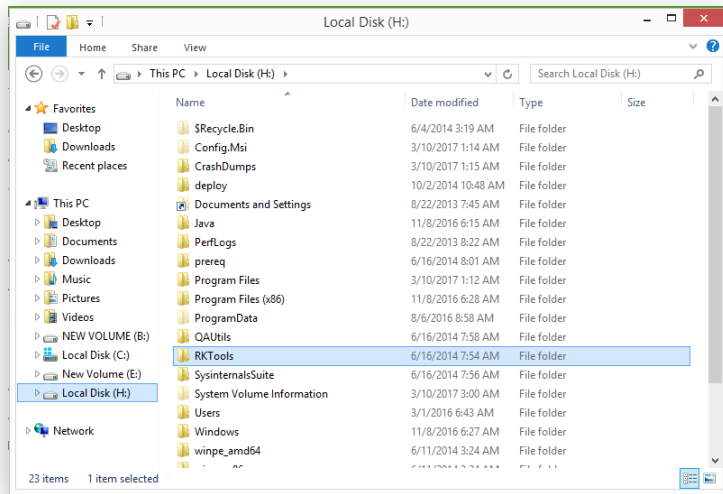 Local Disk (H:)
File Home Share View
This PC Local Disk (H:) Search Local Disk (H:)
Name Date modified Type Size
Favorites
Desktop
Downloads
Recent places
This PC
Desktop
Documents
Downloads
Music
Pictures
Videos
NEW VOLUME (B:)
Local Disk (C:)
New Volume (E:)
Local Disk (H:)
Network
$Recycle.Bin 6/4/2014 3:19 AM File folder
Config.Msi 3/10/2017 1:14 AM File folder
CrashDumps 3/10/2017 1:15 AM File folder
deploy 10/2/2014 10:48 AM File folder
Documents and Settings 8/22/2013 7:45 AM File folder
Java 11/8/2016 6:15 AM File folder
PerfLogs 8/22/2013 8:22 AM File folder
prereq 6/16/2014 8:01 AM File folder
Program Files 3/10/2017 1:12 AM File folder
Program Files (x86) 11/8/2016 6:28 AM File folder
ProgramData 8/6/2016 8:58 AM File folder
QAUtils 6/16/2014 7:58 AM File folder
RKTools 6/16/2014 7:54 AM File folder
SysinternalsSuite 6/16/2014 7:56 AM File folder
System Volume Information 3/10/2017 3:00 AM File folder
Users 3/1/2016 6:43 AM File folder
Windows 11/8/2016 6:27 AM File folder
winpe_amd64 6/11/2014 3:24 AM File folder
23 items 1 item selected